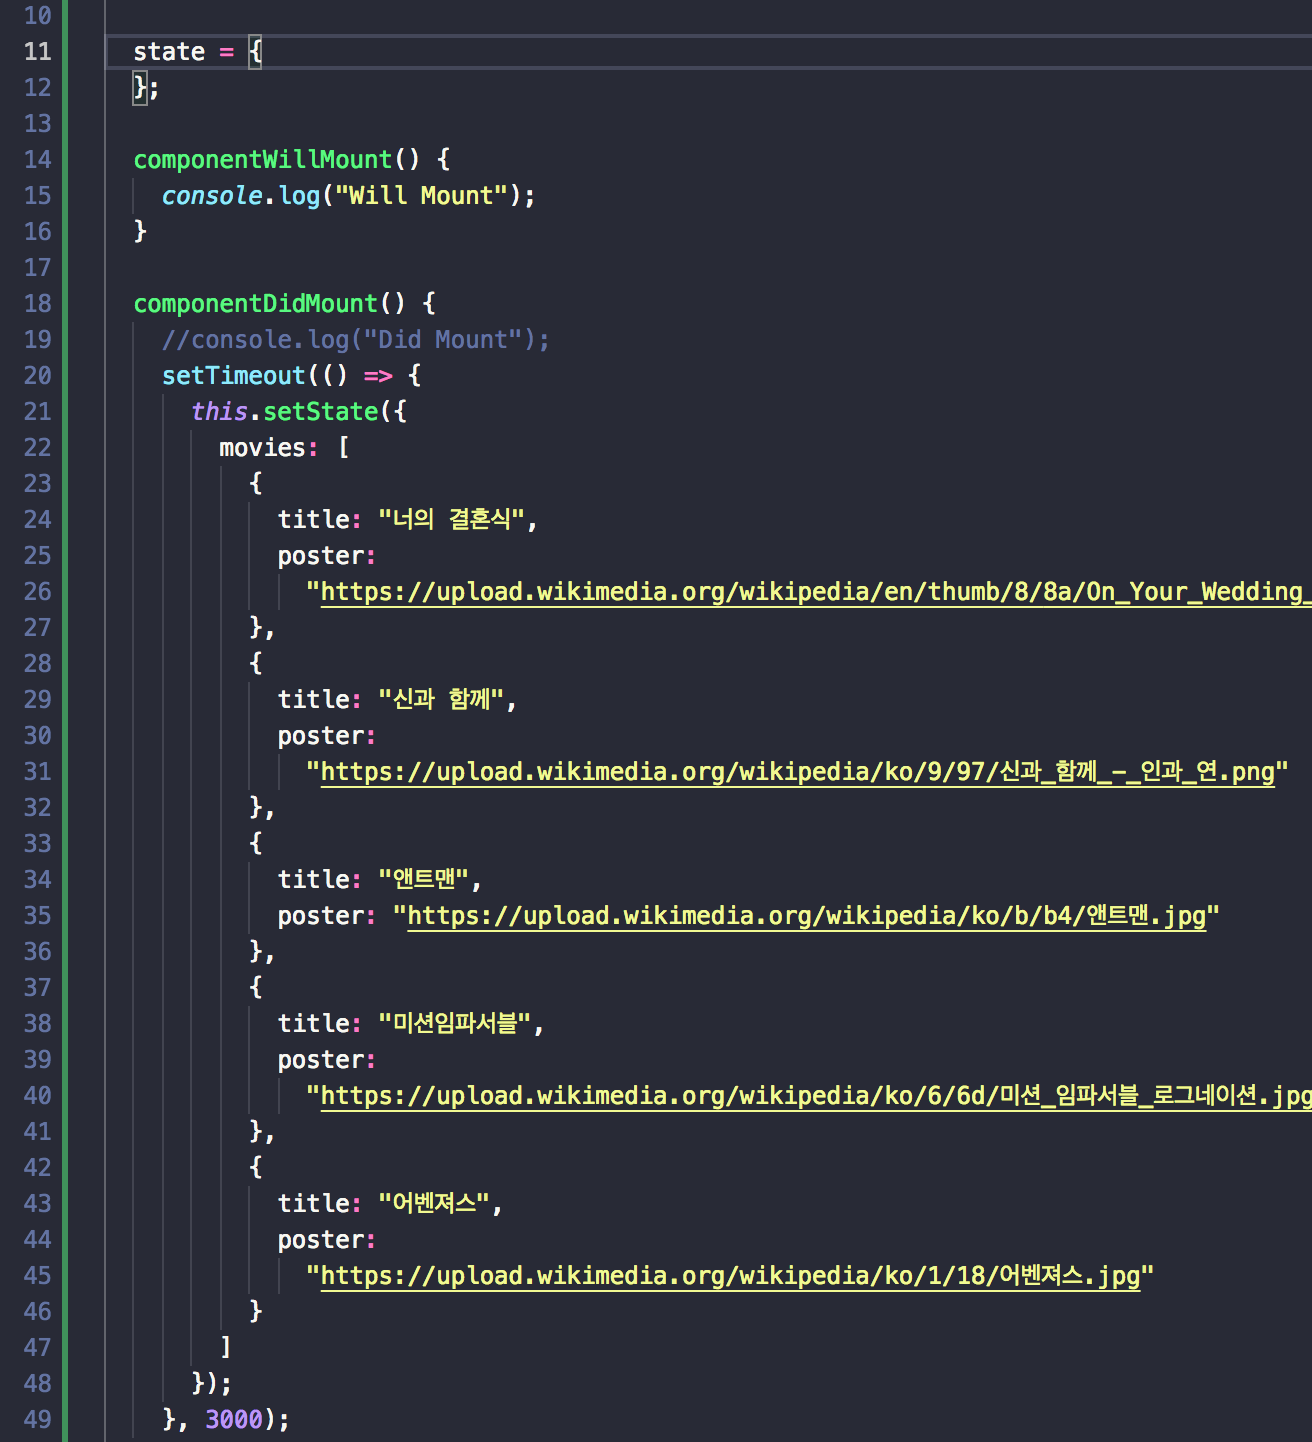 10
11 state = {
12 };
13
14 componentWillMount() {
15 console.log("Will Mount");
16 }
17
18 componentDidMount() {
19 //console.log("Did Mount");
20 setTimeout(() => {
21 this.setState({
22 movies: [
23 {
24 title: "너의 결혼식",
25 poster:
26 "https://upload.wikimedia.org/wikipedia/en/thumb/8/8a/On_Your_Wedding_
27 },
28 {
29 title: "신과 함께",
30 poster:
31 "https://upload.wikimedia.org/wikipedia/ko/9/97/신과_함께_-_인과_연.png"
32 },
33 {
34 title: "앤트맨",
35 poster: "https://upload.wikimedia.org/wikipedia/ko/b/b4/앤트맨.jpg"
36 },
37 {
38 title: "미션임파서블",
39 poster:
40 "https://upload.wikimedia.org/wikipedia/ko/6/6d/미션_임파서블_로그네이션.jpg
41 },
42 {
43 title: "어벤져스",
44 poster:
45 "https://upload.wikimedia.org/wikipedia/ko/1/18/어벤져스.jpg"
46 }
47 ]
48 });
49 }, 3000);